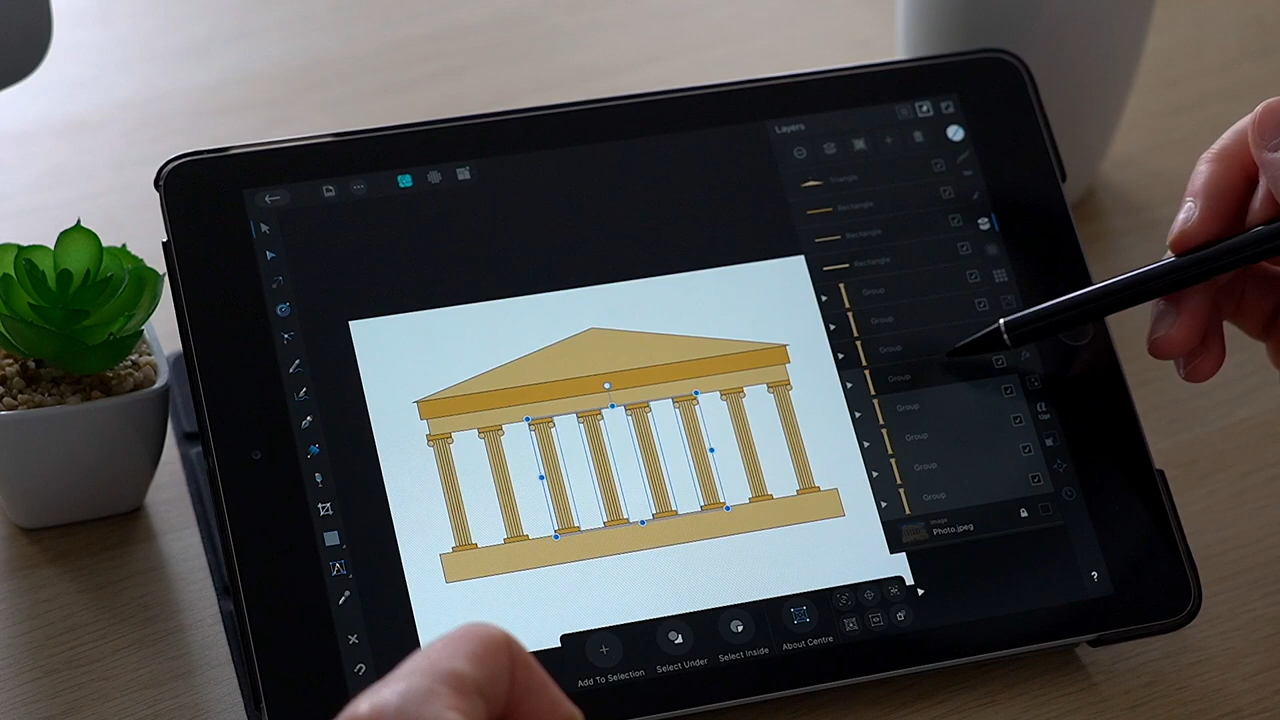 Layers
Triangle
Rectangle
Rectangle
Rectangle
Group
Group
Group
Group
Group
Group
Group
Group
Image
Photo.jpeg
?
Add To Selection
Select Under
Select Inside
About Centre